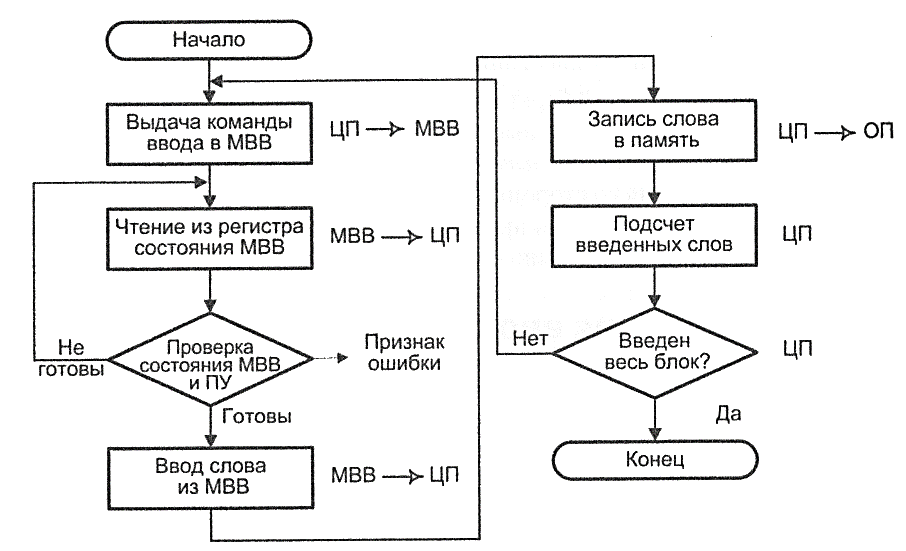 Начало
Выдача команды
ввода в МВВ
ЦП → МВВ
Чтение из регистра
состояния МВВ
МВВ → ЦП
Не
готовы
Проверка
состояния МВВ
и ПУ
Признак
ошибки
Готовы
Ввод слова
из МВВ
МВВ → ЦП
Запись слова
в память
ЦП → ОП
Подсчет
введенных слов
ЦП
Нет
Введен
весь блок?
ЦП
Да
Конец